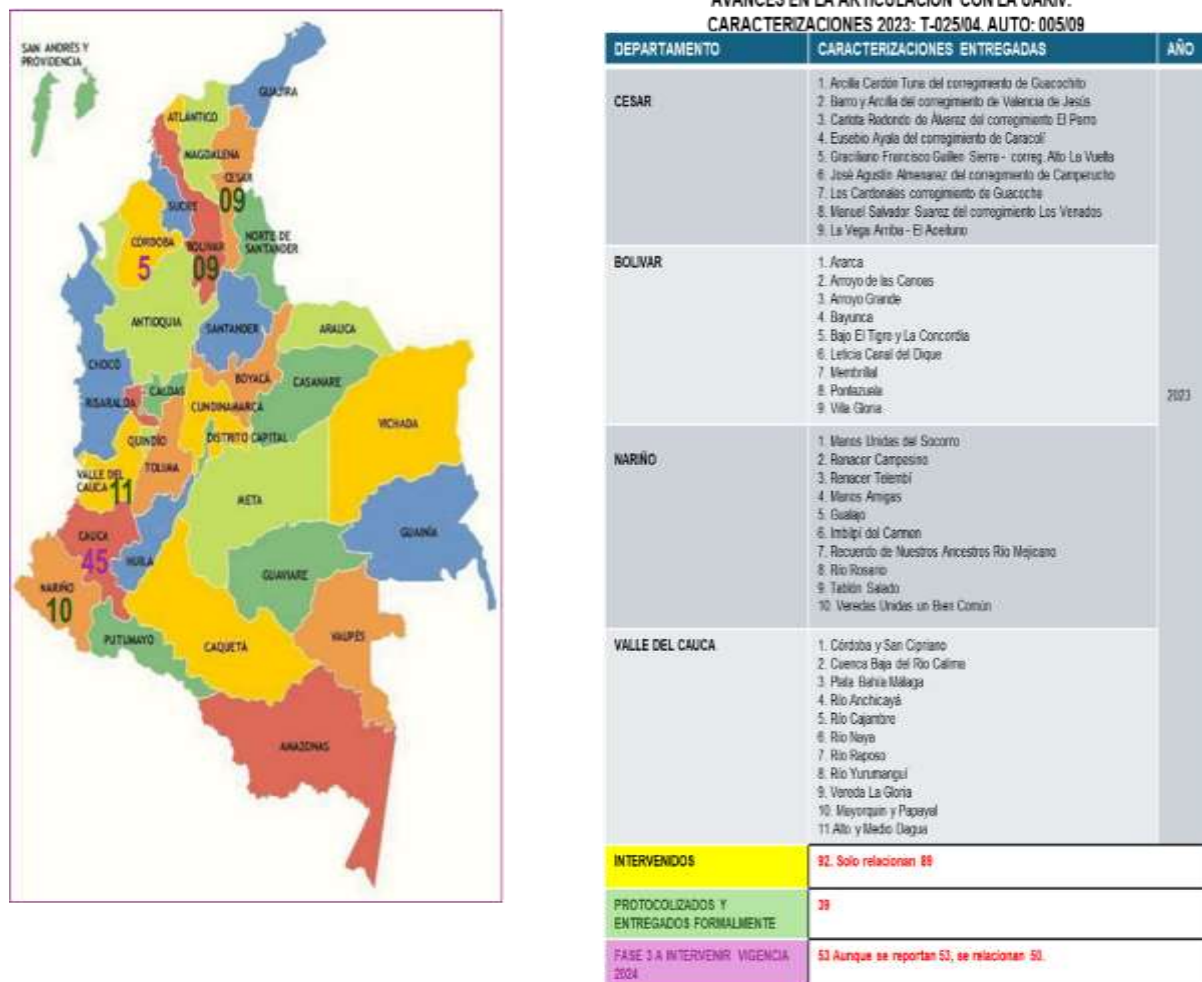 SAN ANDRÉS Y
PROVIDENCIA
GUAJIRA
ATLÁNTICO
MAGDALENA
CESAR
09
SUCRE
NORTE DE
SANTANDER
CÓRDOBA
5
BOLIVAR
09
ANTIOQUIA
SANTANDER
ARAUCA
CHOCÓ
BOYACÁ
CASANARE
CALDAS
RISARALDA
CUNDINAMARCA
VICHADA
QUINDÍO
DISTRITO CAPITAL
TOLIMA
VALLE DEL
CAUCA
11
META
CAUCA
45
HUILA
GUAINÍA
GUAVIARE
NARIÑO
10
PUTUMAYO
CAQUETÁ
VAUPÉS
AMAZONAS
AVANCES EN LA ARTICULACIÓN CON LA UARIV.
CARACTERIZACIONES 2023: T-025/04. AUTO: 005/09
DEPARTAMENTO CARACTERIZACIONES ENTREGADAS AÑO
CESAR
1. Arcilla Cardón Tuna del corregimiento de Guacochito
2. Barro y Arcilla del corregimiento de Valencia de Jesús
3. Carlota Redondo de Álvarez del corregimiento El Perro
4. Eusebio Ayala del corregimiento de Caracolí
5. Graciliano Francisco Guillen Sierra - correg. Alto La Vuelta
6. José Agustín Almenarez del corregimiento de Camperucho
7. Los Cardonales corregimiento de Guacoche
8. Manuel Salvador Suarez del corregimiento Los Venados
9. La Vega Arriba - El Aceituno
BOLIVAR
1. Ararca
2. Arroyo de las Canoas
3. Arroyo Grande
4. Bayunca
5. Bajo El Tigre y La Concordia
6. Leticia Canal del Dique
7. Membrillal
8. Pontezuela
9. Villa Gloria
2023
NARIÑO
1. Manos Unidas del Socorro
2. Renacer Campesino
3. Renacer Telembí
4. Manos Amigas
5. Gualajo
6. Imbilpí del Carmen
7. Recuerdo de Nuestros Ancestros Río Mejicano
8. Río Rosario
9. Tablón Salado
10. Veredas Unidas un Bien Común
VALLE DEL CAUCA
1. Córdoba y San Cipriano
2. Cuenca Baja del Río Calima
3. Plata Bahía Málaga
4. Río Anchicayá
5. Río Cajambre
6. Río Naya
7. Río Raposo
8. Río Yurumanguí
9. Vereda La Gloria
10. Mayorquin y Papayal
11 Alto y Medio Dagua
INTERVENIDOS 92. Solo relacionan 89
PROTOCOLIZADOS Y
ENTREGADOS FORMALMENTE
39
FASE 3 A INTERVENIR VIGENCIA
2024
53 Aunque se reportan 53, se relacionan 50.